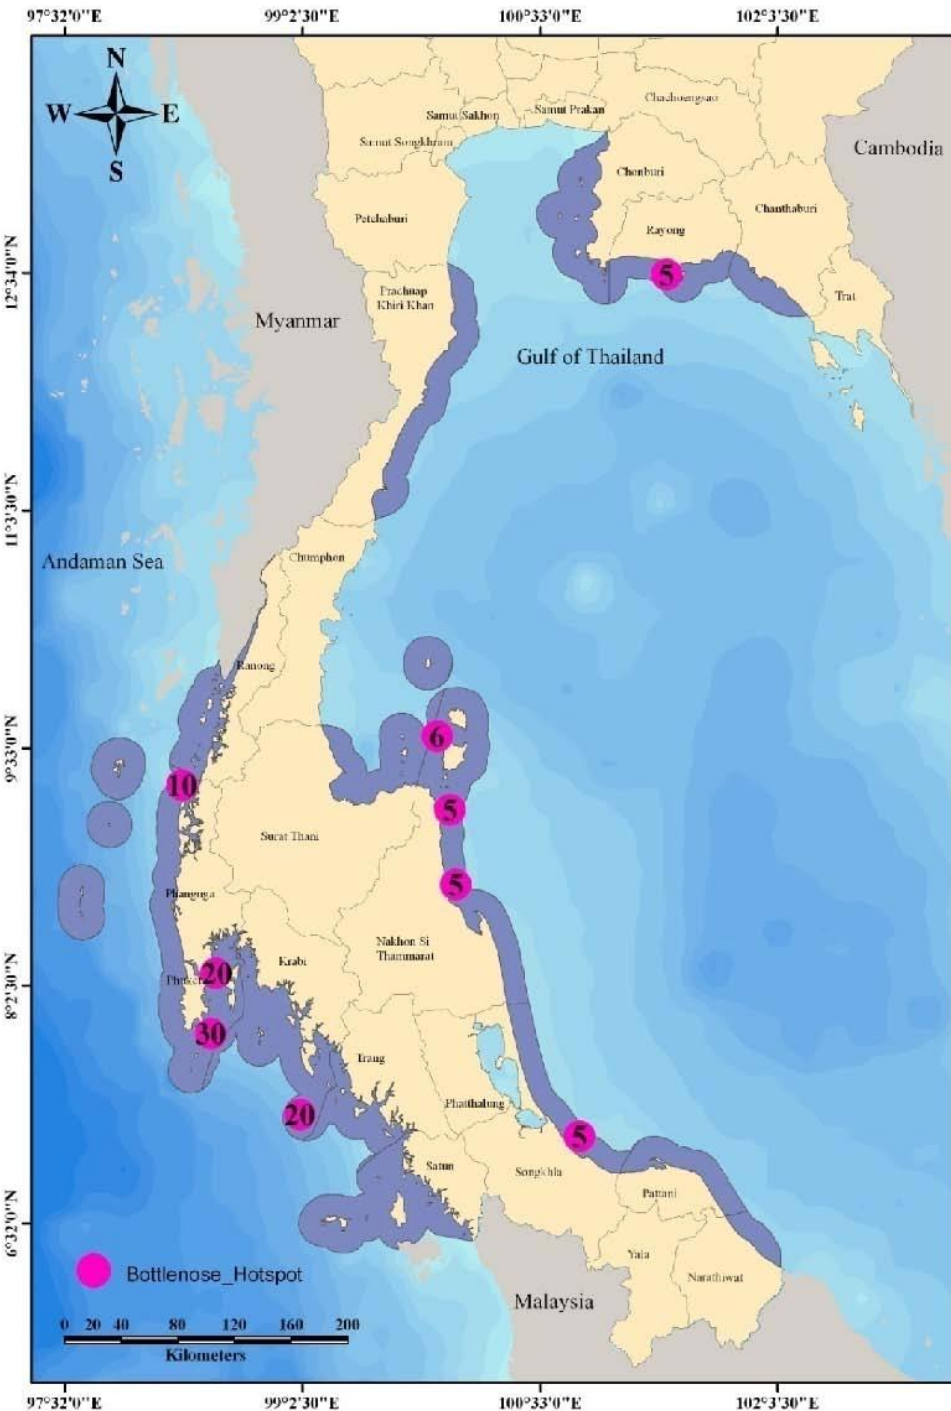 97°32'0"E 99°2'30"E 100°33'0"E 102°3'30"E
N
W E
S
Chachoengsao
Samut Prakan
Samut Sakhon
Samut Songkhram
Cambodia
Chonburi
Petchaburi
Chanthaburi
Rayong
12°34'0"N
5
Prachuap
Khiri Khan
Trat
Myanmar
Gulf of Thailand
11°3'30"N
Chumphon
Andaman Sea
Ranong
9°33'0"N
6
10
5
Surat Thani
5
Phangnga
Nakhon Si
Thammarat
Krabi
20
Phuket
8°2'30"N
30
Trang
Phatthalung
20
5
Satun
Songkhla
Pattani
6°32'0"N
Yala
Narathiwat
Bottlenose_Hotspot
Malaysia
0 20 40 80 120 160 200
Kilometers
97°32'0"E 99°2'30"E 100°33'0"E 102°3'30"E